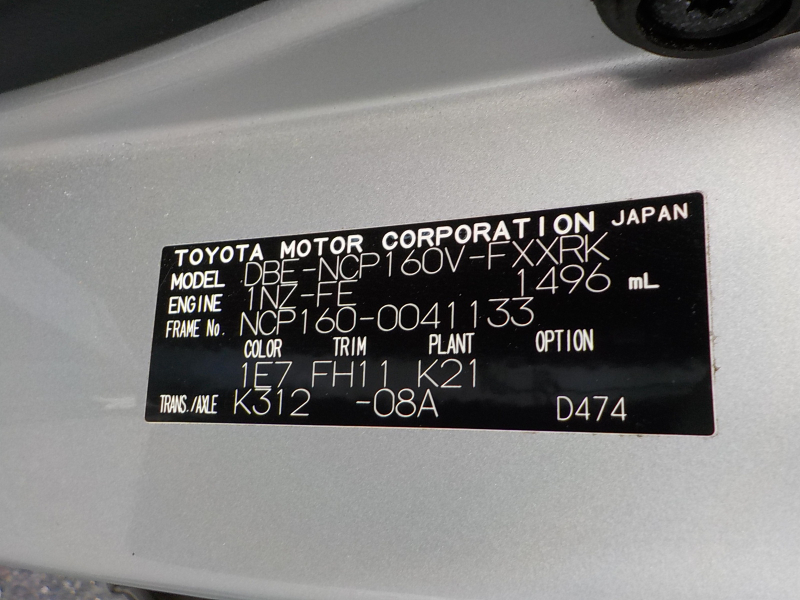 TOYOTA MOTOR CORPORATION JAPAN
MODEL DBE-NCP160V-FXXRK
ENGINE 1NZ-FE 1496 mL
FRAME No. NCP160-0041133
COLOR TRIM PLANT OPTION
1E7 FH11 K21
TRANS./AXLE K312 -08A D474